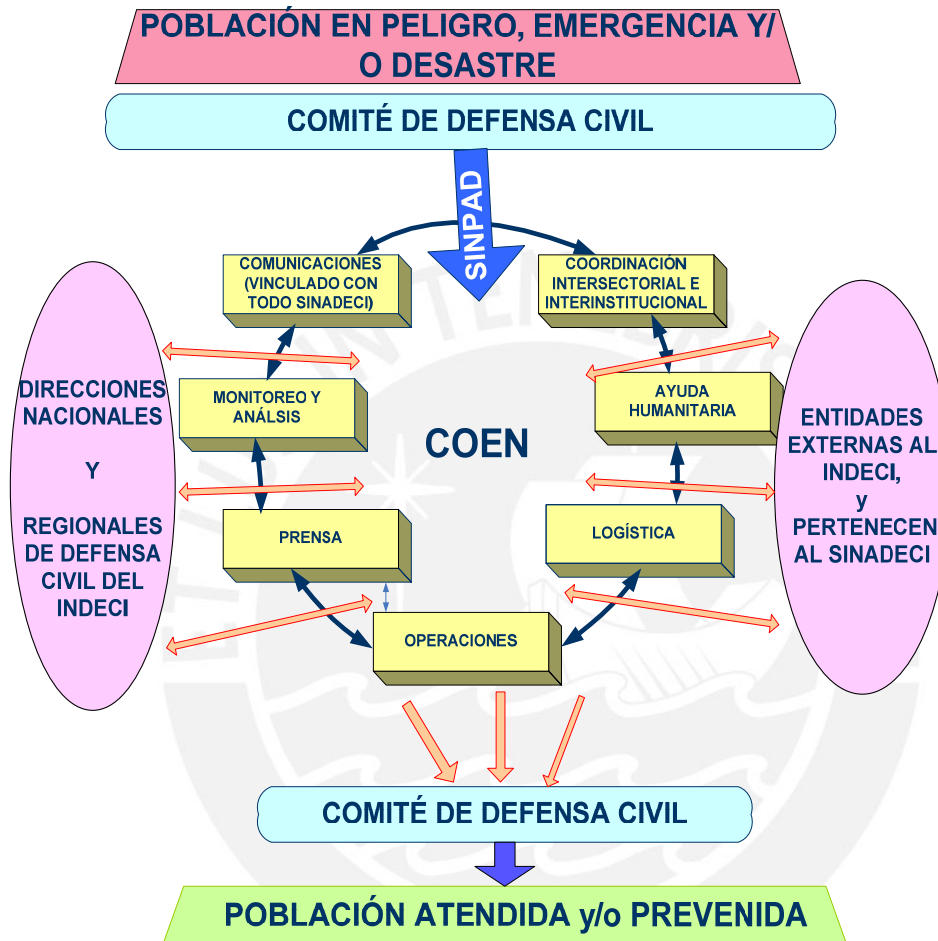 POBLACIÓN EN PELIGRO, EMERGENCIA Y/
O DESASTRE
COMITÉ DE DEFENSA CIVIL
SINPAD
COMUNICACIONES
(VINCULADO CON
TODO SINADECI)
COORDINACIÓN
INTERSECTORIAL E
INTERINSTITUCIONAL
DIRECCIONES
NACIONALES
Y
REGIONALES
DE DEFENSA
CIVIL DEL
INDECI
MONITOREO Y
ANÁLSIS
COEN
AYUDA
HUMANITARIA
ENTIDADES
EXTERNAS AL
INDECI,
y
PERTENECEN
AL SINADECI
PRENSA
LOGÍSTICA
OPERACIONES
COMITÉ DE DEFENSA CIVIL
POBLACIÓN ATENDIDA y/o PREVENIDA